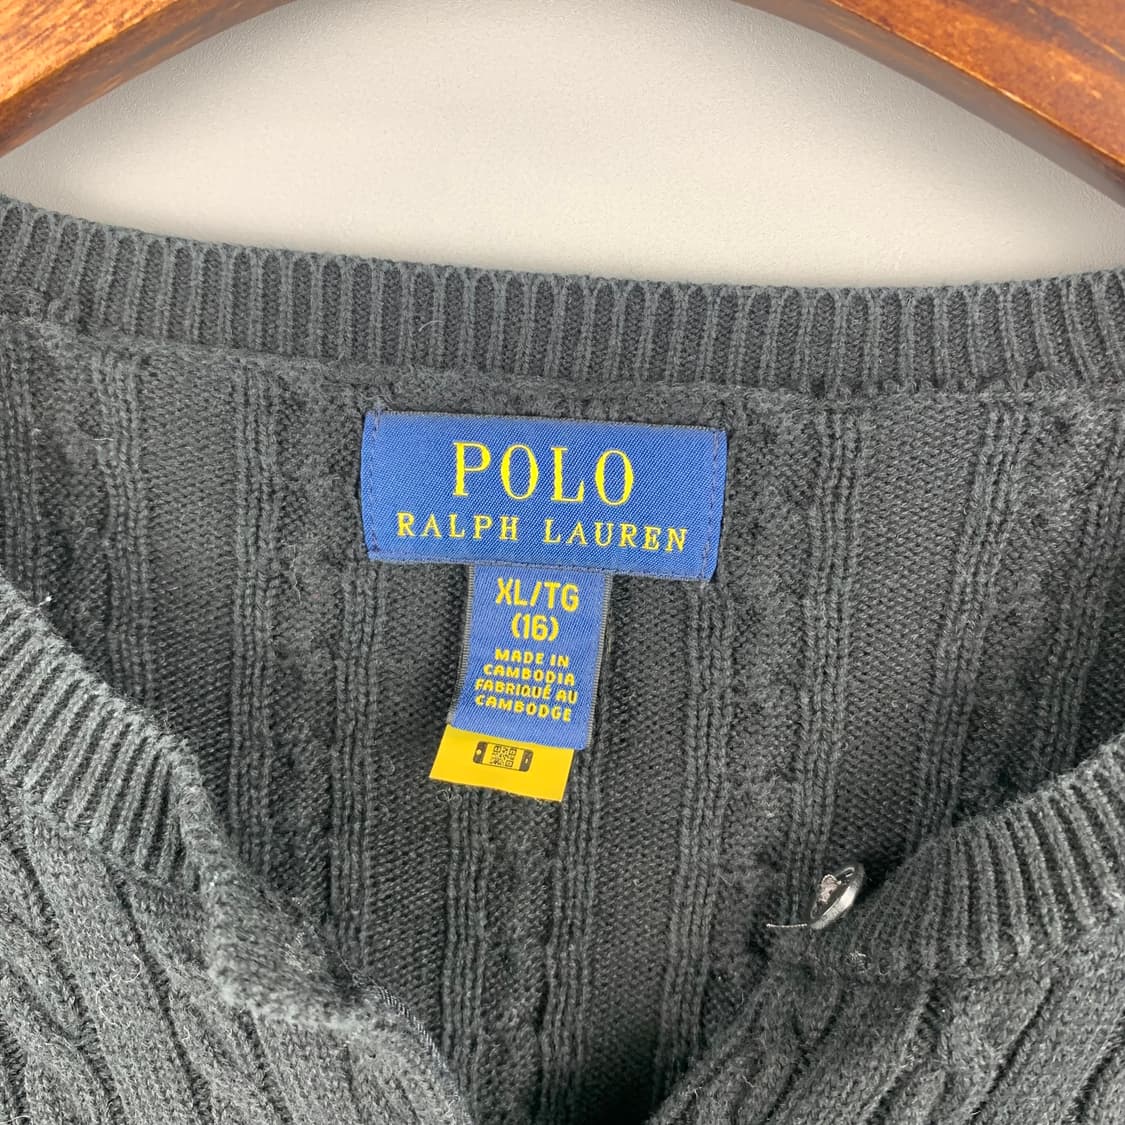 POLO
RALPH LAUREN
XL/TG
(16)
MADE IN
CAMBODIA
FABRIQUÉ AU
CAMBODGE